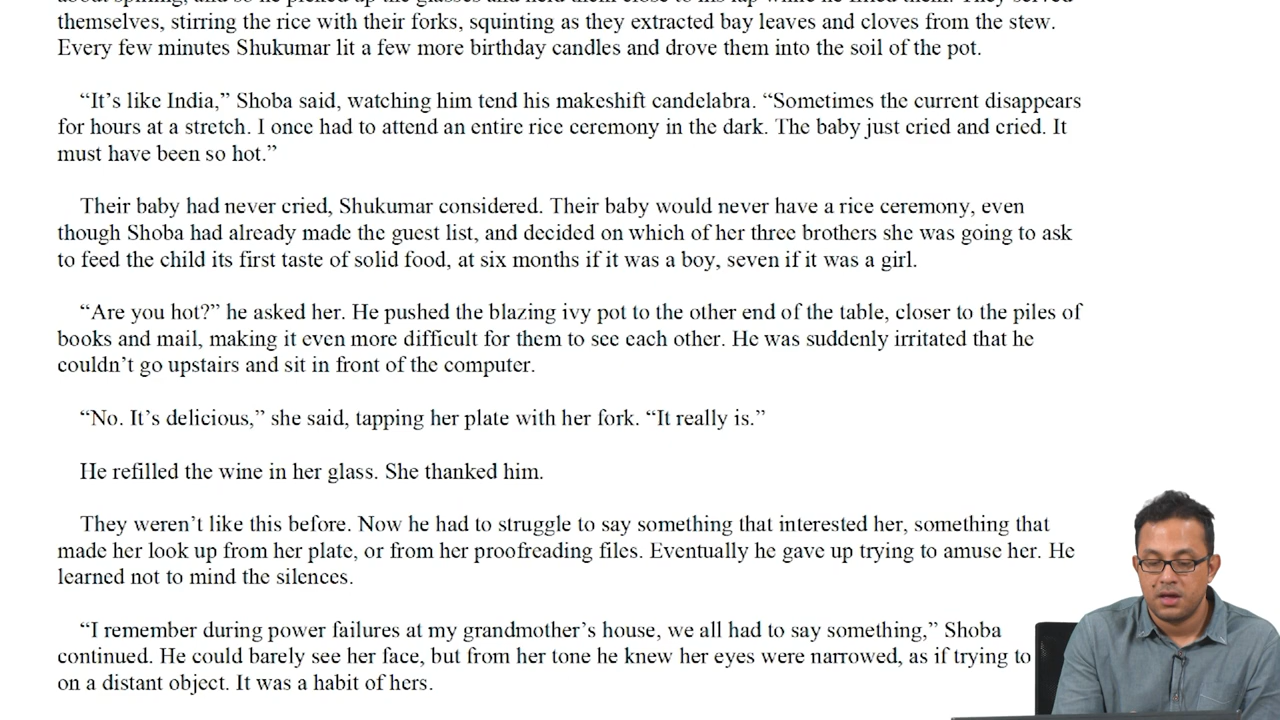 themselves, stirring the rice with their forks, squinting as they extracted bay leaves and cloves from the stew.
Every few minutes Shukumar lit a few more birthday candles and drove them into the soil of the pot.
“It’s like India,” Shoba said, watching him tend his makeshift candelabra. “Sometimes the current disappears
for hours at a stretch. I once had to attend an entire rice ceremony in the dark. The baby just cried and cried. It
must have been so hot.”
Their baby had never cried, Shukumar considered. Their baby would never have a rice ceremony, even
though Shoba had already made the guest list, and decided on which of her three brothers she was going to ask
to feed the child its first taste of solid food, at six months if it was a boy, seven if it was a girl.
“Are you hot?” he asked her. He pushed the blazing ivy pot to the other end of the table, closer to the piles of
books and mail, making it even more difficult for them to see each other. He was suddenly irritated that he
couldn’t go upstairs and sit in front of the computer.
“No. It’s delicious,” she said, tapping her plate with her fork. “It really is.”
He refilled the wine in her glass. She thanked him.
They weren’t like this before. Now he had to struggle to say something that interested her, something that
made her look up from her plate, or from her proofreading files. Eventually he gave up trying to amuse her. He
learned not to mind the silences.
“I remember during power failures at my grandmother’s house, we all had to say something,” Shoba
continued. He could barely see her face, but from her tone he knew her eyes were narrowed, as if trying to
on a distant object. It was a habit of hers.